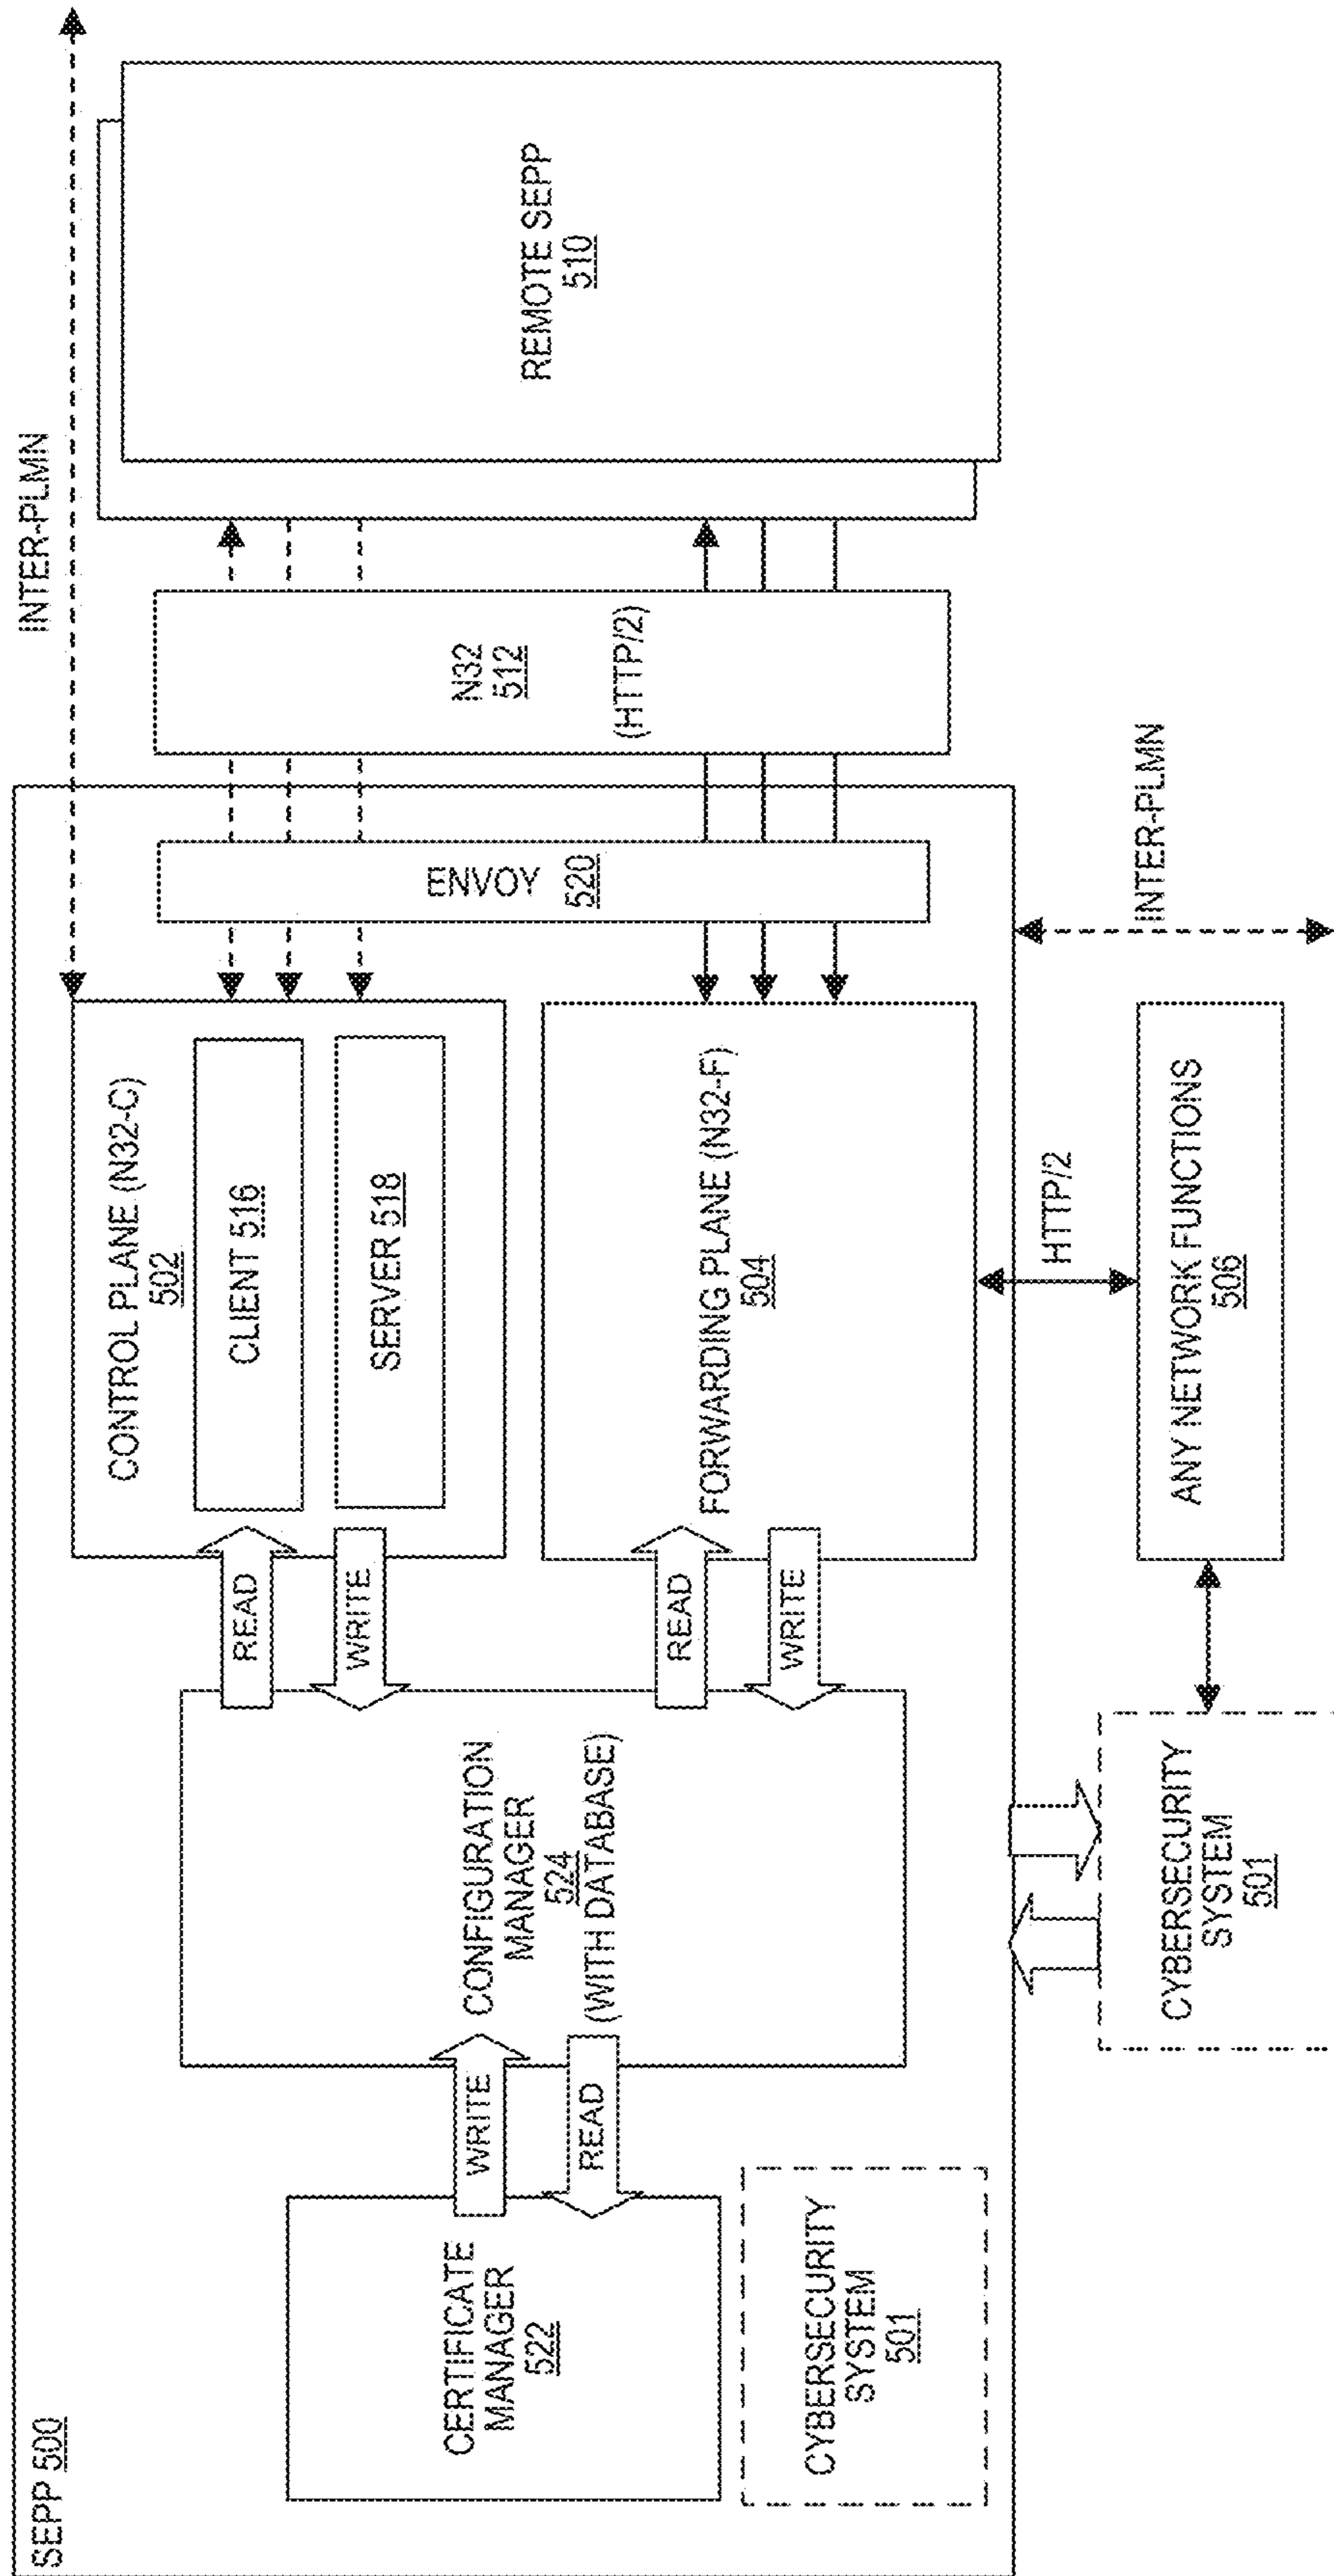 SEPP 500
INTER-PLMN
CERTIFICATE
MANAGER
522
WRITE
READ
CONFIGURATION
MANAGER
524
(WITH DATABASE)
READ
WRITE
READ
WRITE
CONTROL PLANE (N32-C)
502
CLIENT 516
SERVER 518
FORWARDING PLANE (N32-F)
504
ENVOY 520
N32
512
(HTTP/2)
REMOTE SEPP
510
CYBERSECURITY
SYSTEM
501
CYBERSECURITY
SYSTEM
501
HTTP/2
ANY NETWORK FUNCTIONS
506
INTER-PLMN